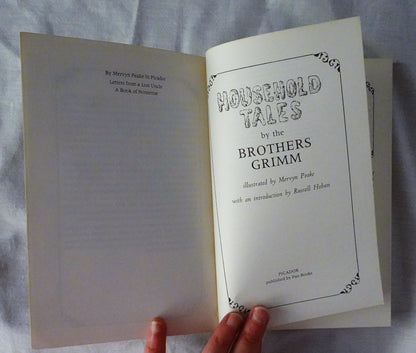 By Mervyn Peake in Picador
Letters from a Lost Uncle
A Book of Nonsense
HOUSEHOLD
TALES
by the
BROTHERS
GRIMM
illustrated by Mervyn Peake
with an introduction by Russell Hoban
PICADOR
published by Pan Books